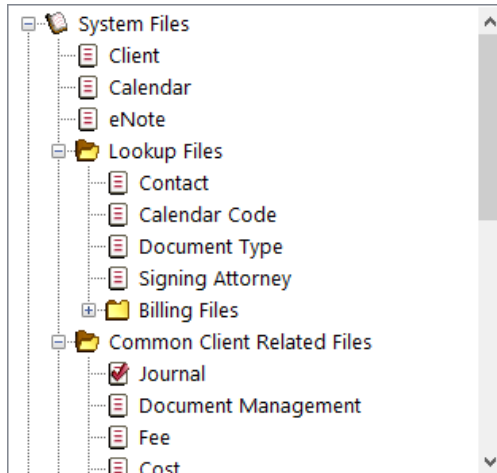 System Files
Client
Calendar
eNote
Lookup Files
Contact
Calendar Code
Document Type
Signing Attorney
Billing Files
Common Client Related Files
Journal
Document Management
Fee
Cost